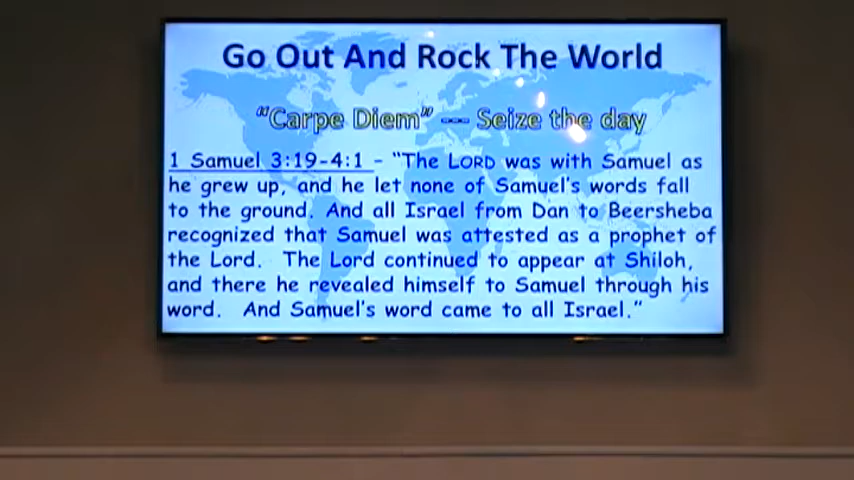 Go Out And Rock The World
“Carpe Diem” --- Seize the day
1 Samuel 3:19-4:1 – “The LORD was with Samuel as
he grew up, and he let none of Samuel’s words fall
to the ground. And all Israel from Dan to Beersheba
recognized that Samuel was attested as a prophet of
the Lord. The Lord continued to appear at Shiloh,
and there he revealed himself to Samuel through his
word. And Samuel’s word came to all Israel.”